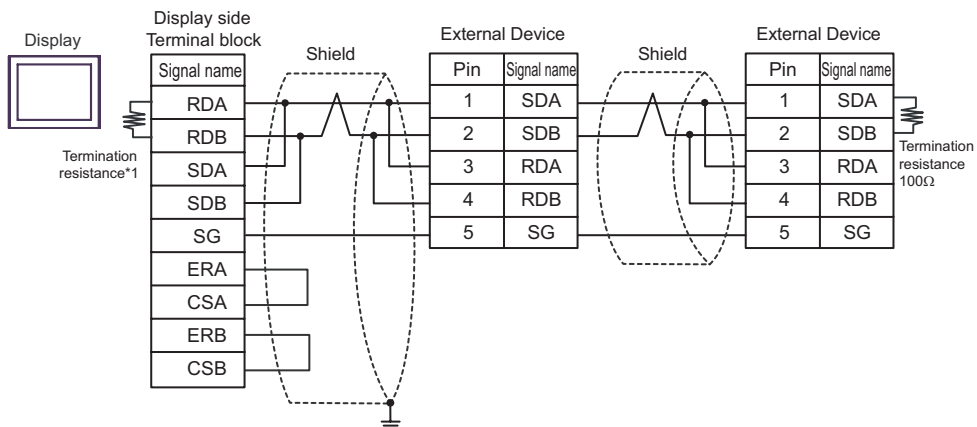 Display
Display side
Terminal block
Signal name
RDA
RDB
SDA
SDB
SG
ERA
CSA
ERB
CSB
Termination
resistance*1
Shield
External Device
Pin Signal name
1 SDA
2 SDB
3 RDA
4 RDB
5 SG
Shield
External Device
Pin Signal name
1 SDA
2 SDB
3 RDA
4 RDB
5 SG
Termination
resistance
100Ω